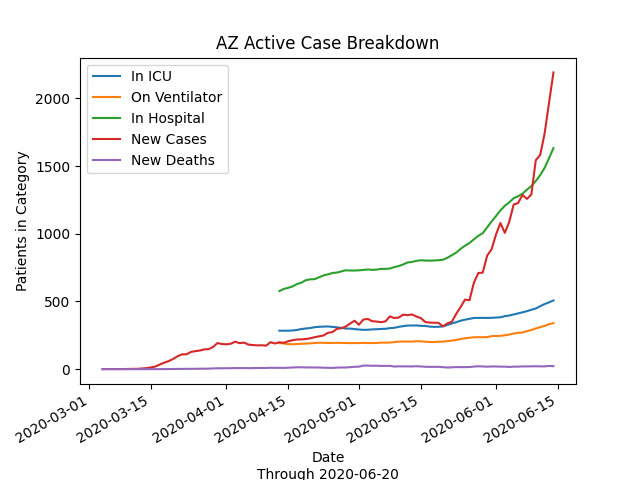 AZ Active Case Breakdown
In ICU
On Ventilator
In Hospital
New Cases
New Deaths
Patients in Category
2000
1500
1000
500
0
2020-03-01
2020-03-15
2020-04-01
2020-04-15
2020-05-01
2020-05-15
2020-06-01
2020-06-15
Date
Through 2020-06-20